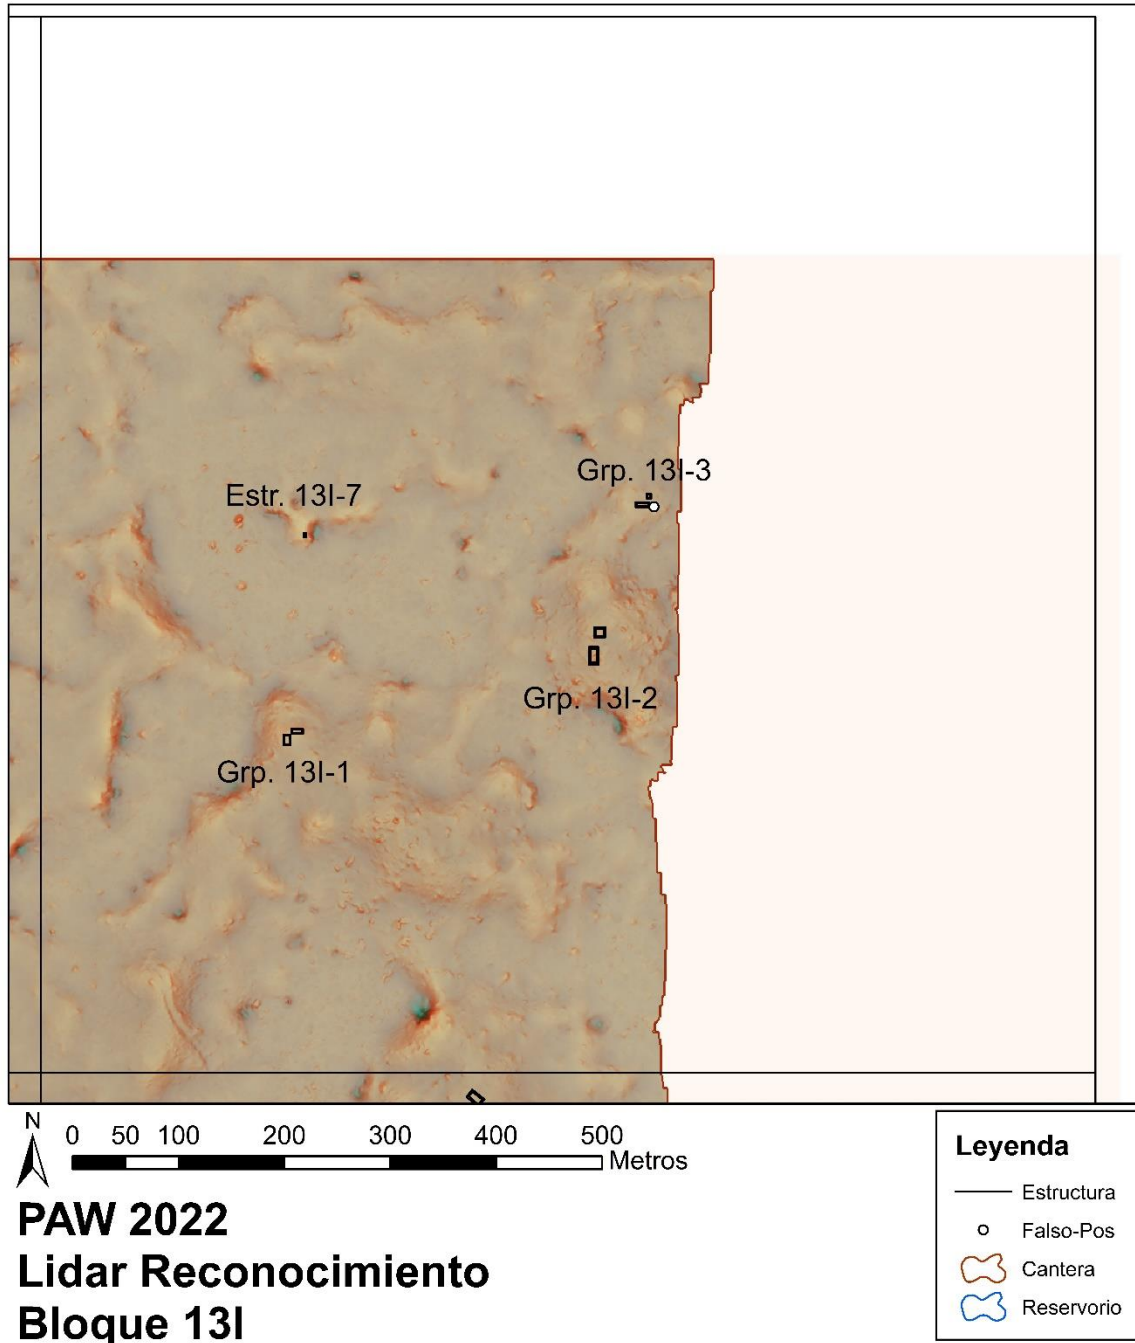 Grp. 13I-3
Estr. 13I-7
Grp. 13I-2
Grp. 13I-1
N
0 50 100 200 300 400 500
Metros
PAW 2022
Lidar Reconocimiento
Bloque 13I
Leyenda
Estructura
Falso-Pos
Cantera
Reservorio